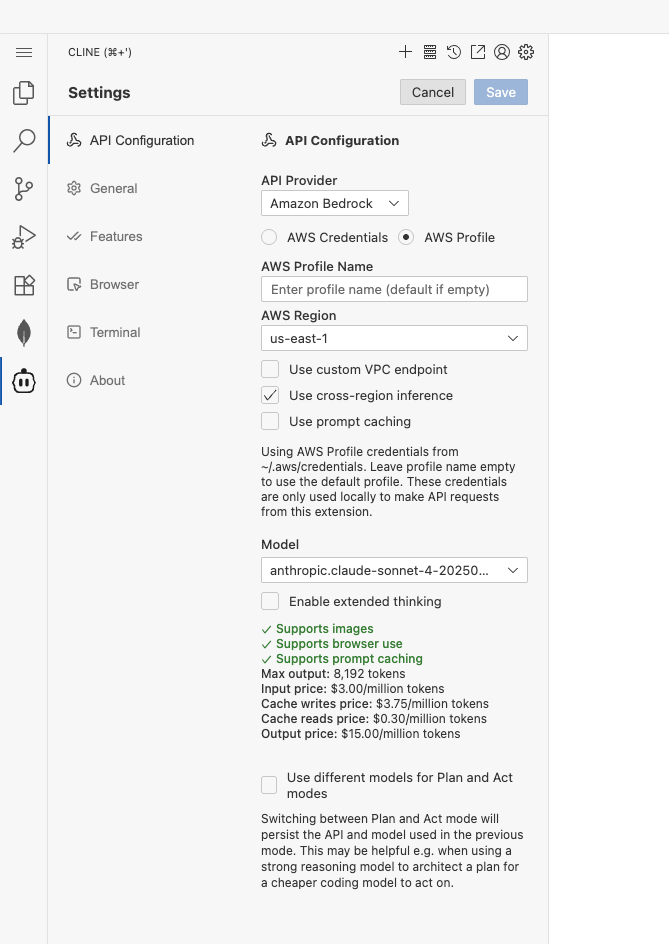 CLINE (⌘+')
Settings
Cancel
Save
API Configuration
General
Features
Browser
Terminal
About
API Configuration
API Provider
Amazon Bedrock
AWS Credentials
AWS Profile
AWS Profile Name
Enter profile name (default if empty)
AWS Region
us-east-1
Use custom VPC endpoint
Use cross-region inference
Use prompt caching
Using AWS Profile credentials from
~/.aws/credentials. Leave profile name empty
to use the default profile. These credentials
are only used locally to make API requests
from this extension.
Model
anthropic.claude-sonnet-4-20250...
Enable extended thinking
✓ Supports images
✓ Supports browser use
✓ Supports prompt caching
Max output: 8,192 tokens
Input price: $3.00/million tokens
Cache writes price: $3.75/million tokens
Cache reads price: $0.30/million tokens
Output price: $15.00/million tokens
Use different models for Plan and Act
modes
Switching between Plan and Act mode will
persist the API and model used in the previous
mode. This may be helpful e.g. when using a
strong reasoning model to architect a plan for
a cheaper coding model to act on.